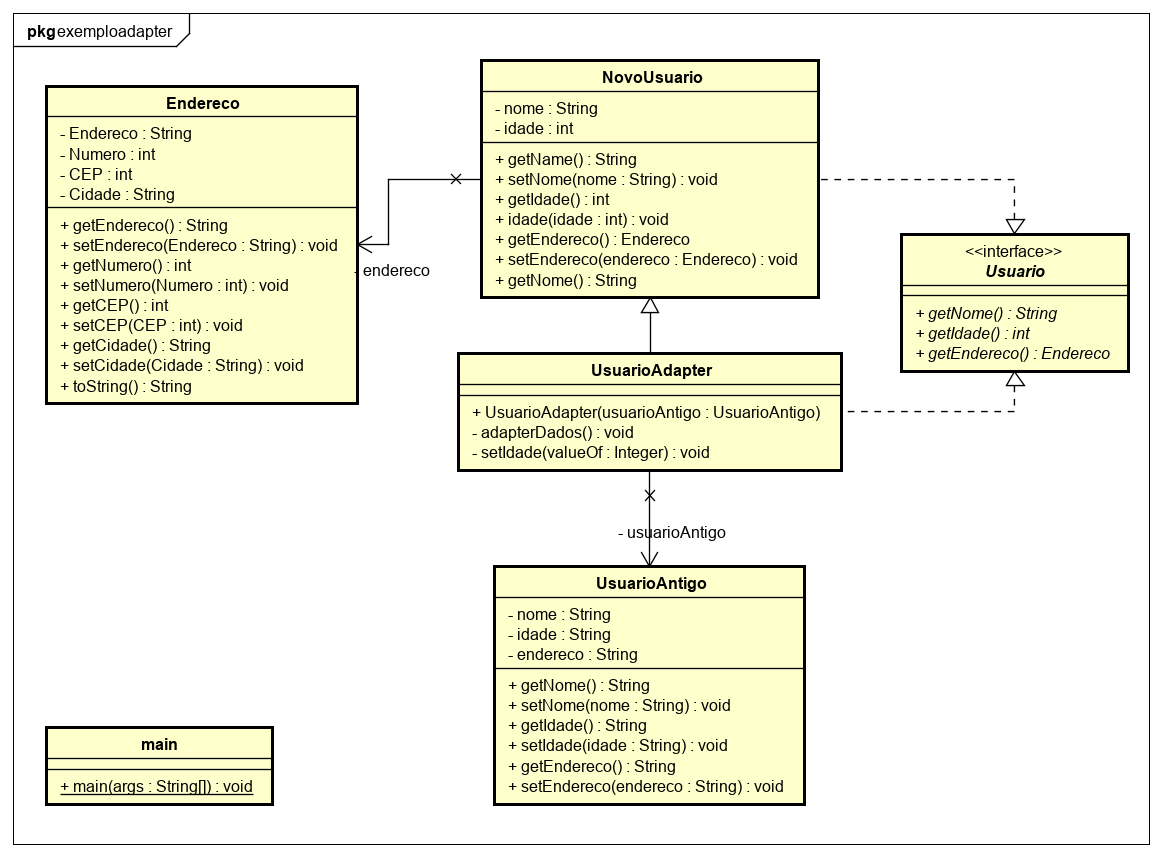 pkg exemploadapter
Endereco
- Endereco : String
- Numero : int
- CEP : int
- Cidade : String
+ getEndereco() : String
+ setEndereco(Endereco : String) : void
+ getNumero() : int
+ setNumero(Numero : int) : void
+ getCEP() : int
+ setCEP(CEP : int) : void
+ getCidade() : String
+ setCidade(Cidade : String) : void
+ toString() : String
- endereco
NovoUsuario
- nome : String
- idade : int
+ getName() : String
+ setNome(nome : String) : void
+ getIdade() : int
+ idade(idade : int) : void
+ getEndereco() : Endereco
+ setEndereco(endereco : Endereco) : void
+ getNome() : String
<<interface>>
Usuario
+ getNome() : String
+ getIdade() : int
+ getEndereco() : Endereco
UsuarioAdapter
+ UsuarioAdapter(usuarioAntigo : UsuarioAntigo)
- adapterDados() : void
- setIdade(valueOf : Integer) : void
- usuarioAntigo
UsuarioAntigo
- nome : String
- idade : String
- endereco : String
+ getNome() : String
+ setNome(nome : String) : void
+ getIdade() : String
+ setIdade(idade : String) : void
+ getEndereco() : String
+ setEndereco(endereco : String) : void
main
+ main(args : String[]) : void